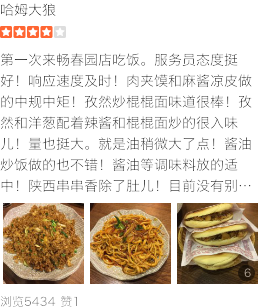 哈姆大狼
第一次来畅春园店吃饭。服务员态度挺
好！响应速度及时！肉夹馍和麻酱凉皮做
的中规中矩！孜然炒棍棍面味道很棒！孜
然和洋葱配着辣酱和棍棍面炒的很入味
儿！量也挺大。就是油稍微大了点！酱油
炒饭做的也不错！酱油等调味料放的适
中！陕西串串香除了肚儿！目前没有别…
6
浏览5434 赞1